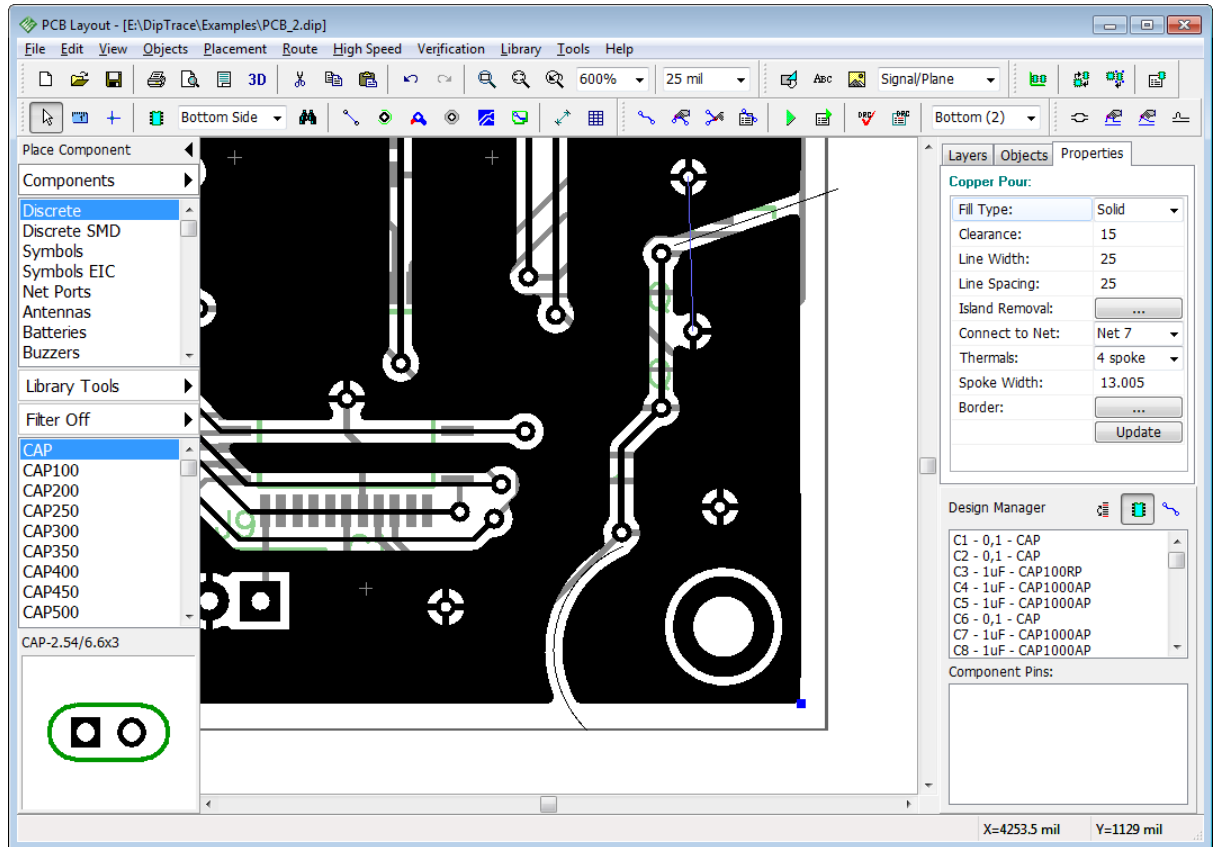 PCB Layout - [E:\DipTrace\Examples\PCB_2.dip]
File Edit View Objects Placement Route High Speed Verification Library Tools Help
3D 600% 25 mil ABC Signal/Plane
Bottom Side DRC DRC Bottom (2)
Place Component
Components
Discrete
Discrete SMD
Symbols
Symbols EIC
Net Ports
Antennas
Batteries
Buzzers
Library Tools
Filter Off
CAP
CAP100
CAP200
CAP250
CAP300
CAP350
CAP400
CAP450
CAP500
CAP-2.54/6.6x3
J9
Layers Objects Properties
Copper Pour:
Fill Type: Solid
Clearance: 15
Line Width: 25
Line Spacing: 25
Island Removal: ...
Connect to Net: Net 7
Thermals: 4 spoke
Spoke Width: 13.005
Border: ...
Update
Design Manager
C1 - 0,1 - CAP
C2 - 0,1 - CAP
C3 - 1uF - CAP100RP
C4 - 1uF - CAP1000AP
C5 - 1uF - CAP1000AP
C6 - 0,1 - CAP
C7 - 1uF - CAP1000AP
C8 - 1uF - CAP1000AP
Component Pins:
X=4253.5 mil Y=1129 mil